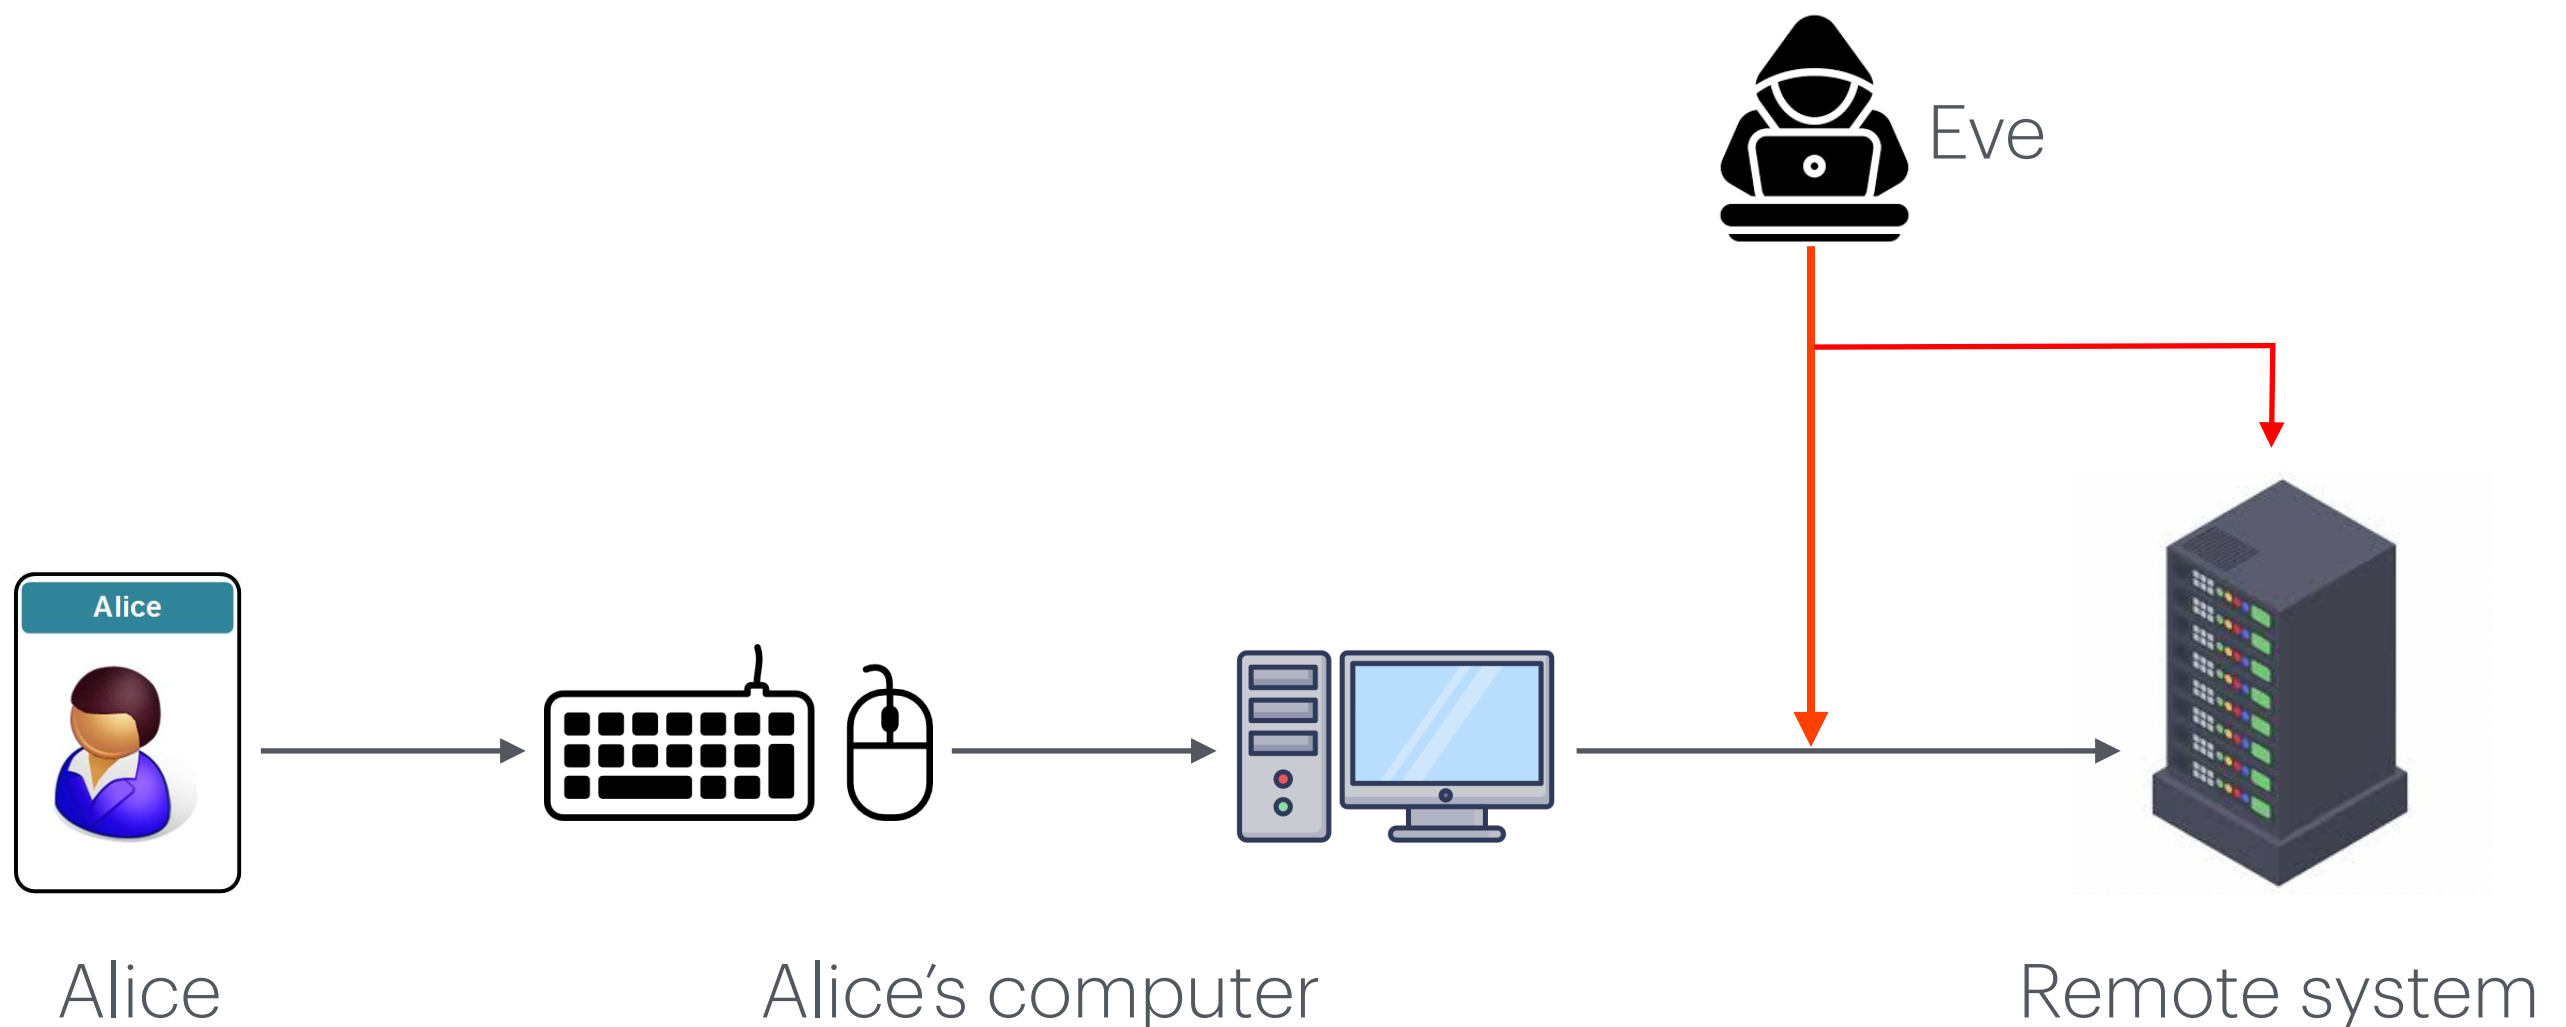 Eve
Alice
Alice
Alice’s computer
Remote system